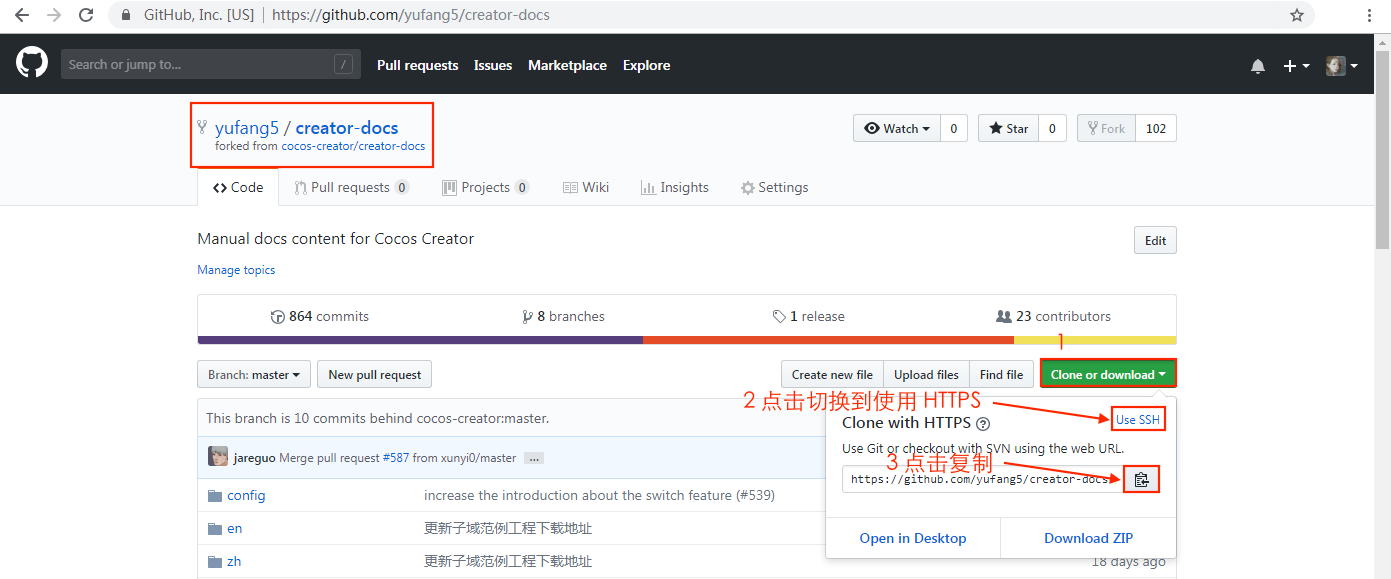 GitHub, Inc. [US] | https://github.com/yufang5/creator-docs
Search or jump to... /
Pull requests Issues Marketplace Explore
yufang5 / creator-docs
forked from cocos-creator/creator-docs
Watch 0 Star 0 Fork 102
Code Pull requests 0 Projects 0 Wiki Insights Settings
Manual docs content for Cocos Creator
Edit
Manage topics
864 commits 8 branches 1 release 23 contributors
1
Branch: master New pull request Create new file Upload files Find file Clone or download
2 点击切换到使用 HTTPS
This branch is 10 commits behind cocos-creator:master.
Clone with HTTPS ? Use SSH
Use Git or checkout with SVN using the web URL.
jareguo Merge pull request #587 from xunyi0/master ...
3 点击复制
https://github.com/yufang5/creator-docs
config increase the introduction about the switch feature (#539)
en 更新子域范例工程下载地址
Open in Desktop Download ZIP
zh 更新子域范例工程下载地址 18 days ago